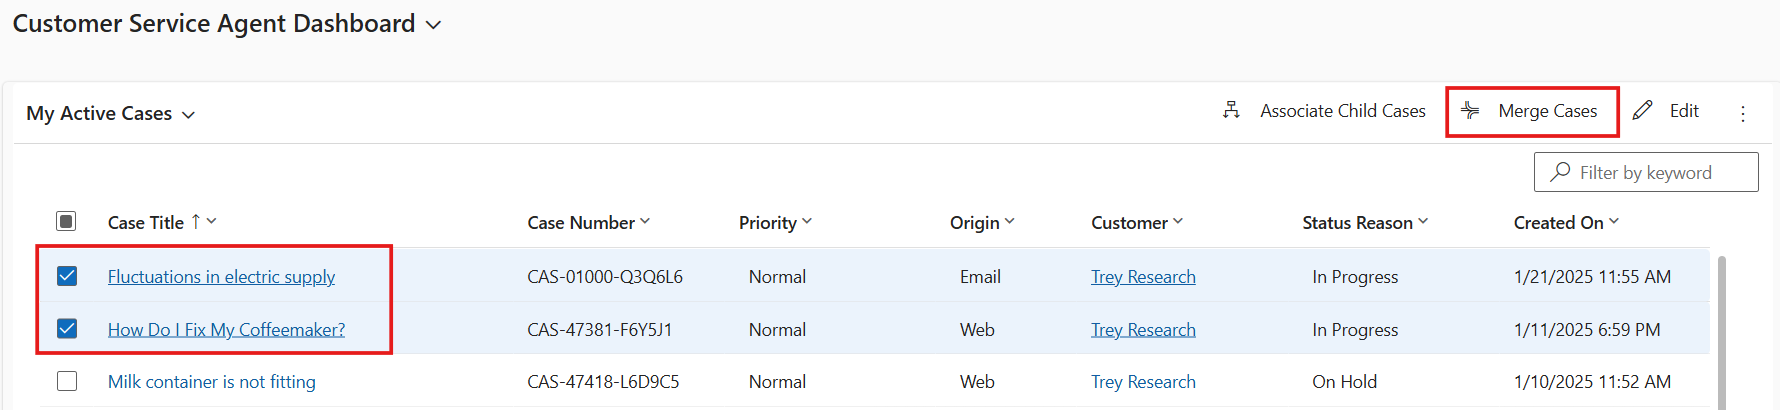 Customer Service Agent Dashboard
My Active Cases Associate Child Cases Merge Cases Edit
Filter by keyword
Case Title Case Number Priority Origin Customer Status Reason Created On
Fluctuations in electric supply CAS-01000-Q3Q6L6 Normal Email Trey Research In Progress 1/21/2025 11:55 AM
How Do I Fix My Coffeemaker? CAS-47381-F6Y5J1 Normal Web Trey Research In Progress 1/11/2025 6:59 PM
Milk container is not fitting CAS-47418-L6D9C5 Normal Web Trey Research On Hold 1/10/2025 11:52 AM